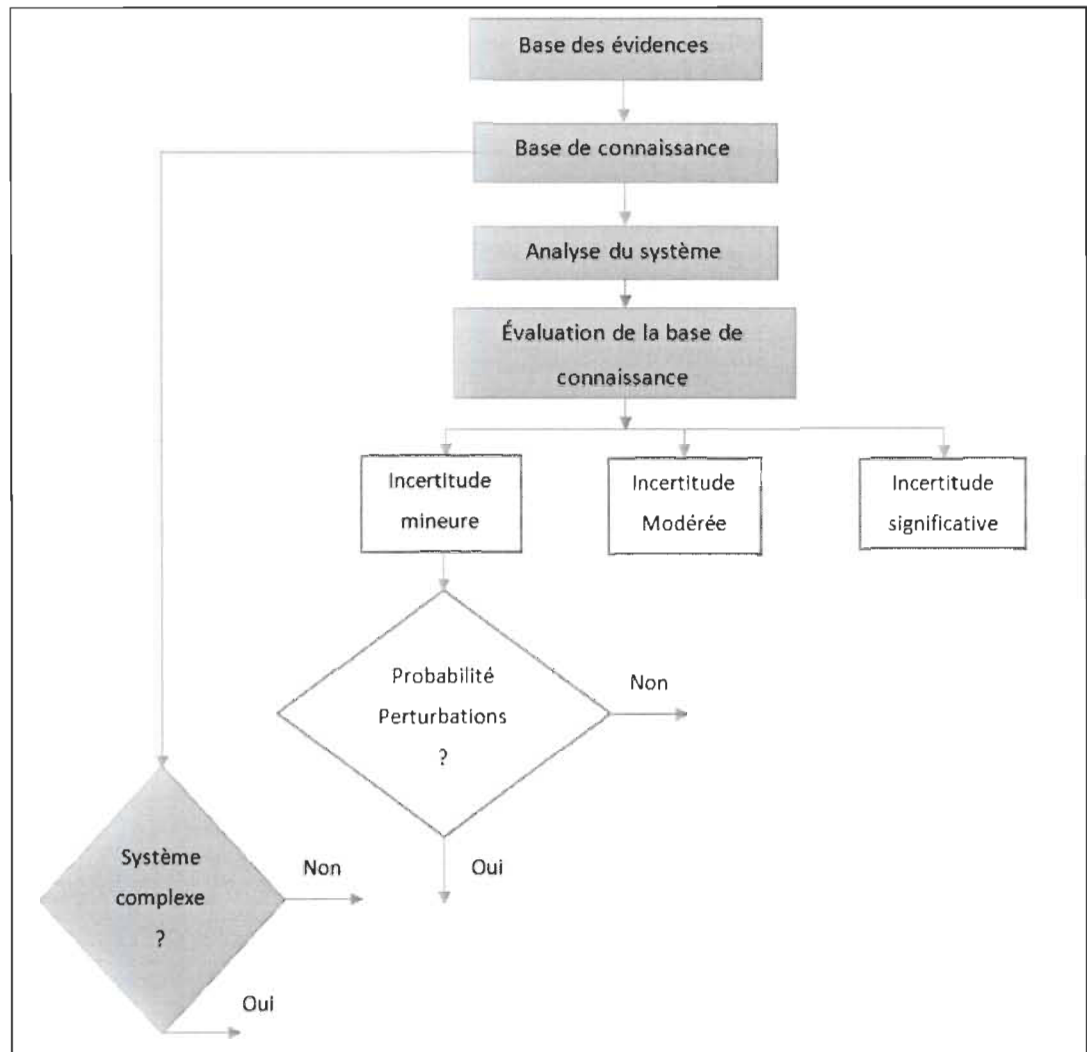 Base des évidences
Base de connaissance
Analyse du système
Évaluation de la base de
connaissance
Incertitude
mineure
Incertitude
Modérée
Incertitude
significative
Probabilité
Perturbations
?
Non
Oui
Système
complexe
?
Non
Oui